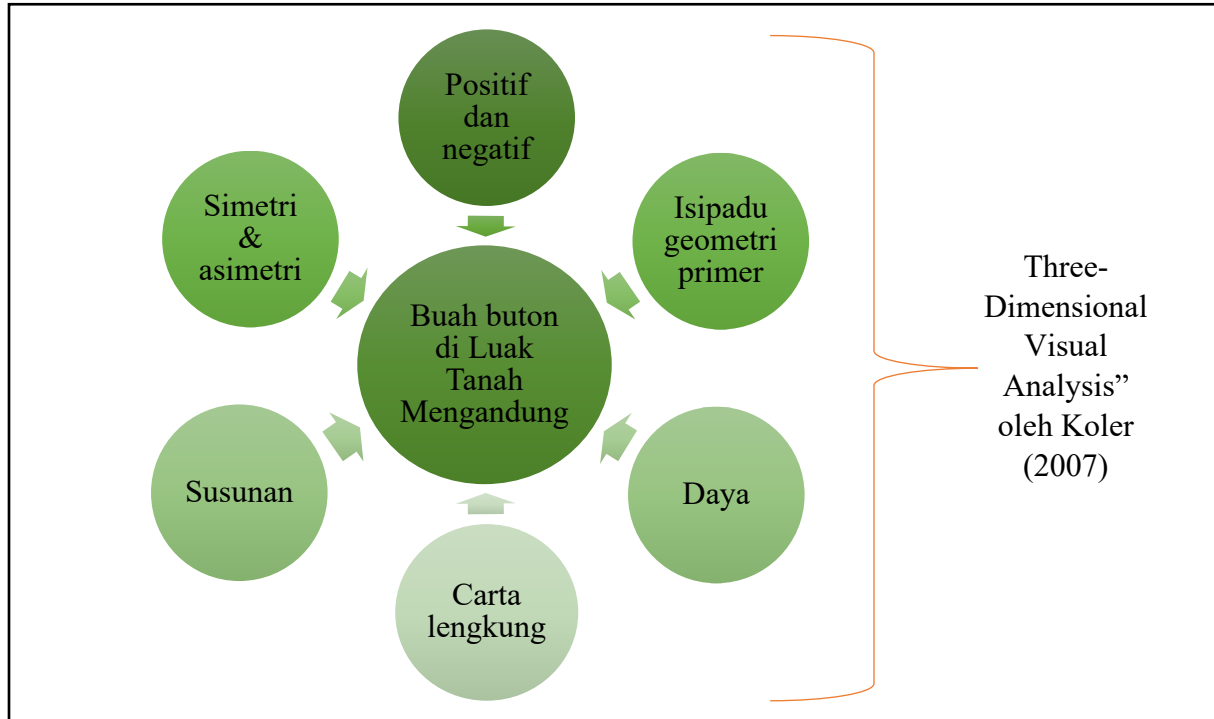 Positif
dan
negatif
Isipadu
geometri
primer
Daya
Carta
lengkung
Susunan
Simetri
&
asimetri
Buah buton
di Luak
Tanah
Mengandung
Three-
Dimensional
Visual
Analysis”
oleh Koler
(2007)